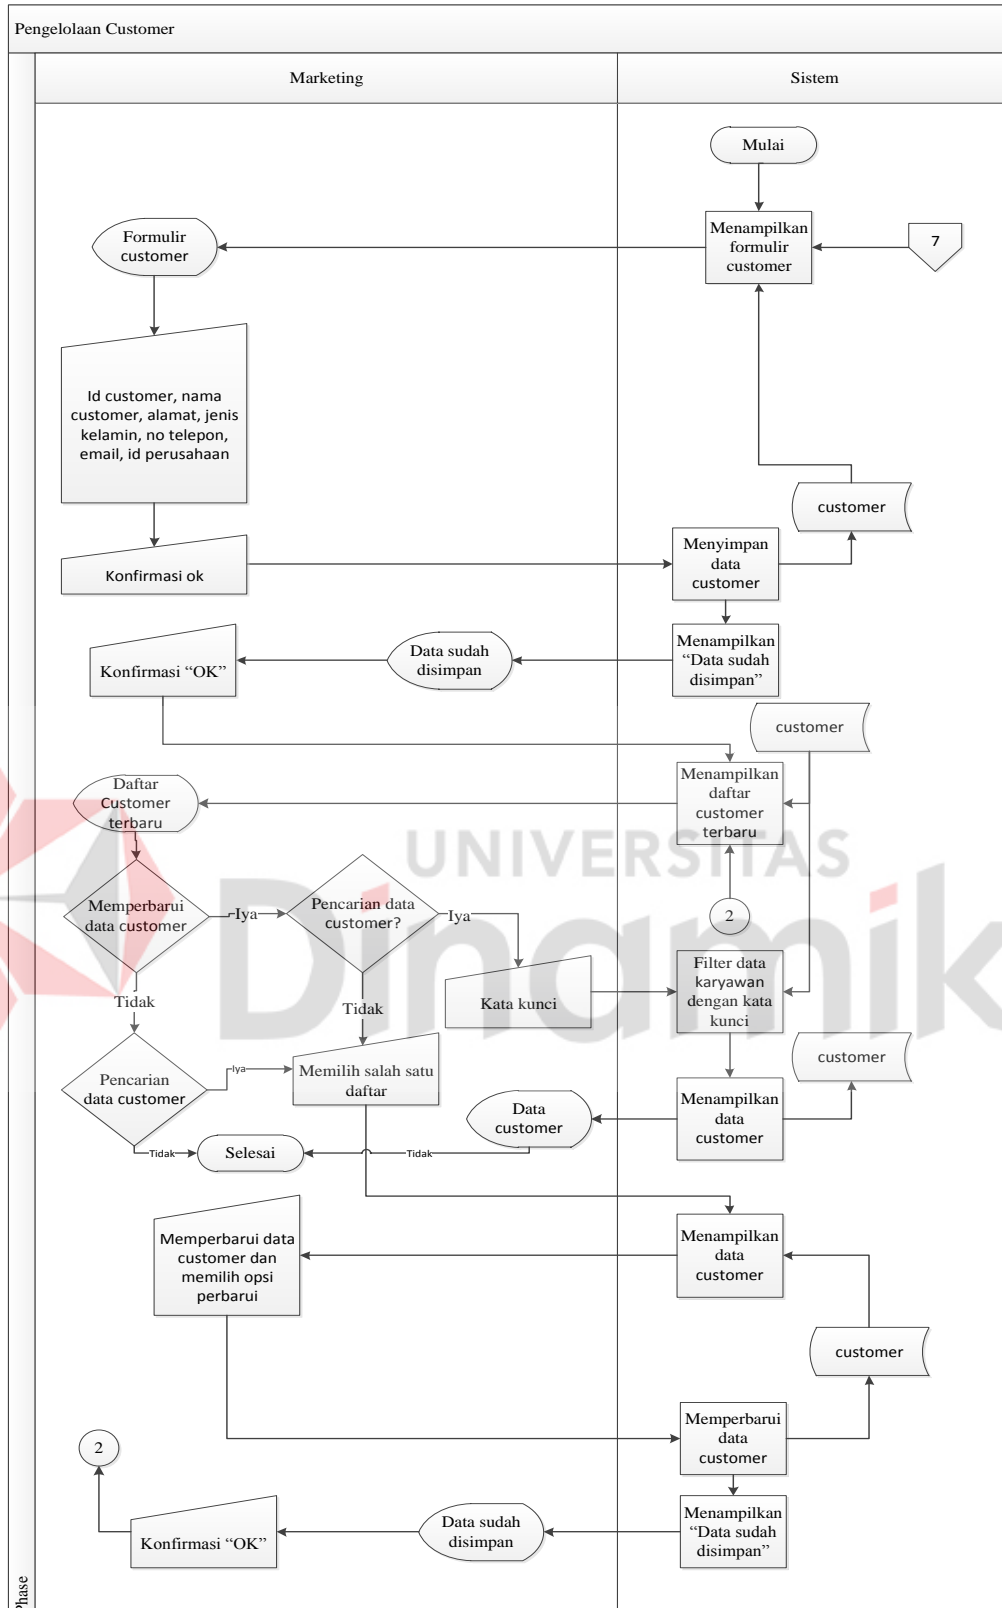 Pengelolaan Customer
Marketing
Sistem
Mulai
Menampilkan
formulir
customer
7
Formulir
customer
Id customer, nama
customer, alamat, jenis
kelamin, no telepon,
email, id perusahaan
customer
Konfirmasi ok
Menyimpan
data
customer
Menampilkan
“Data sudah
disimpan”
Data sudah
disimpan
Konfirmasi “OK”
customer
Menampilkan
daftar
customer
terbaru
Daftar
Customer
terbaru
UNIVERSITAS
Dinamik
2
Memperbarui
data customer
Iya
Pencarian data
customer?
Iya
Kata kunci
Filter data
karyawan
dengan kata
kunci
Tidak
Tidak
Pencarian
data customer
Iya
Memilih salah satu
daftar
customer
Menampilkan
data
customer
Data
customer
Tidak
Selesai
Tidak
Menampilkan
data
customer
Memperbarui data
customer dan
memilih opsi
perbarui
customer
Memperbarui
data
customer
2
Menampilkan
“Data sudah
disimpan”
Data sudah
disimpan
Konfirmasi “OK”
Phase